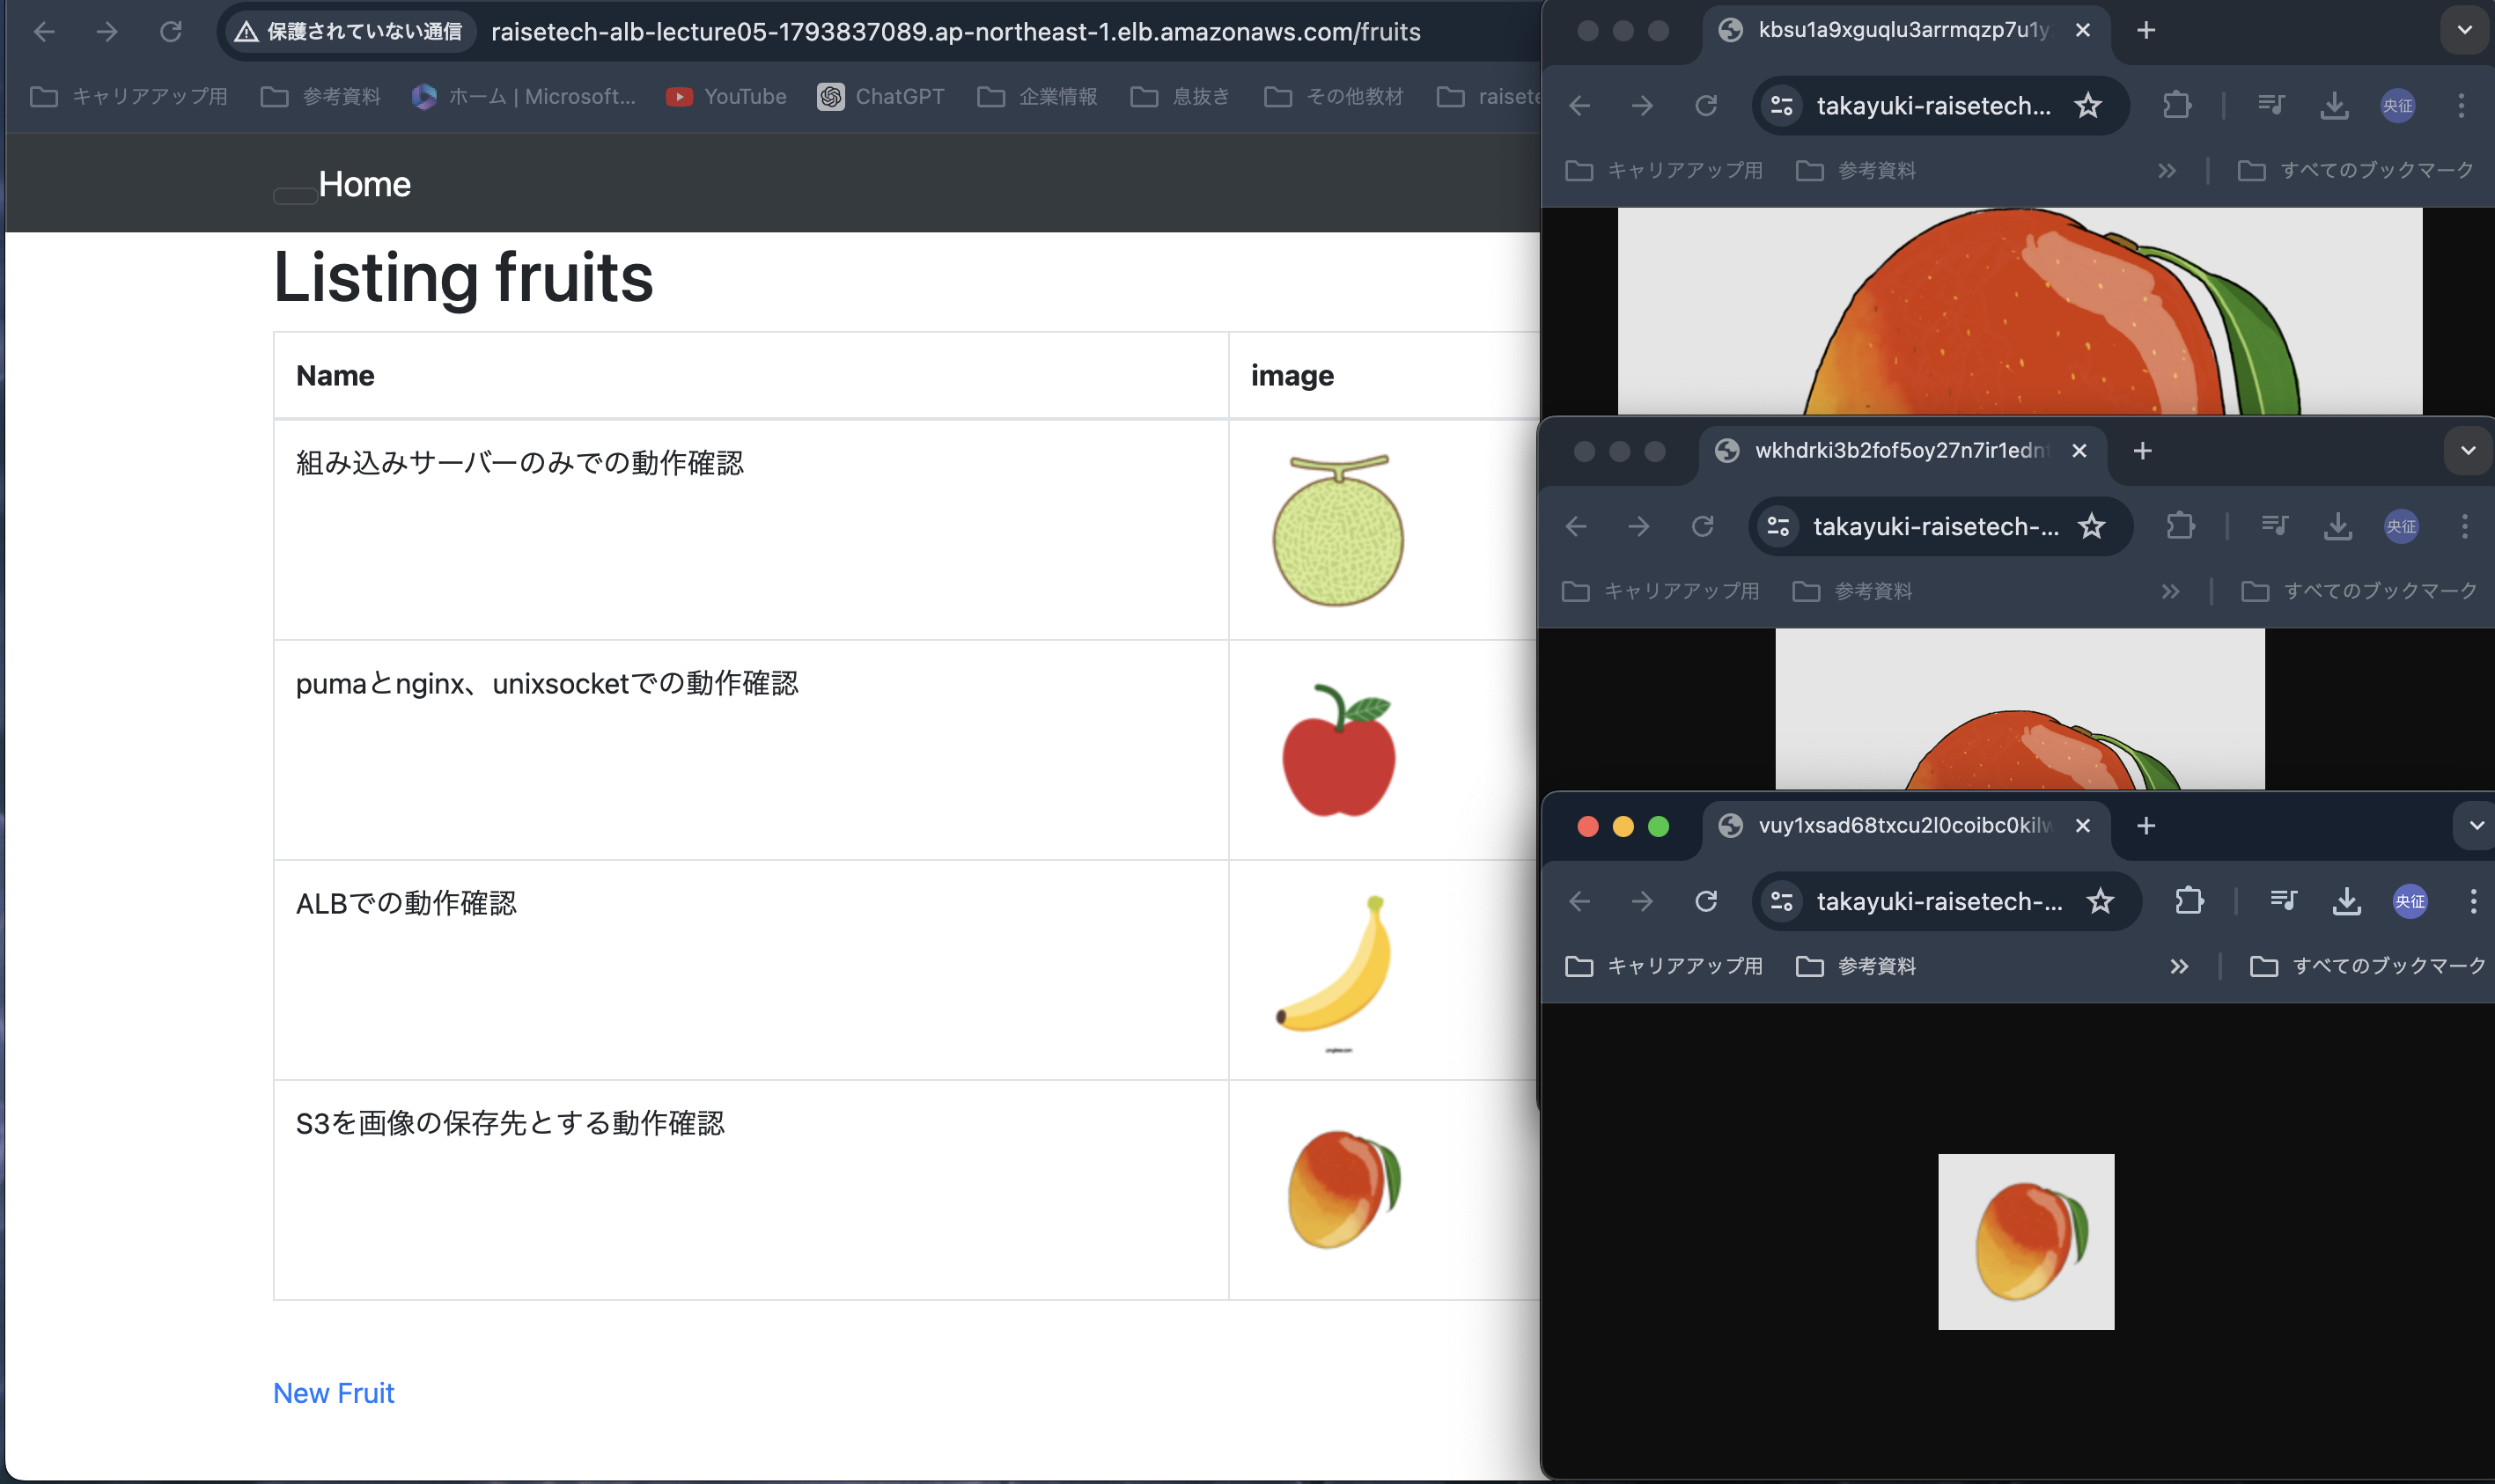 保護されていない通信 raisetech-alb-lecture05-1793837089.ap-northeast-1.elb.amazonaws.com/fruits
キャリアアップ用 参考資料 ホーム | Microsoft... YouTube ChatGPT 企業情報 息抜き その他教材
Home
Listing fruits
Name image
組み込みサーバーのみでの動作確認
pumaとnginx、unixsocketでの動作確認
ALBでの動作確認
S3を画像の保存先とする動作確認
New Fruit
kbsu1a9xguqlu3arrmqzp7u1y
takayuki-raisetech... 央征
キャリアアップ用 参考資料 すべてのブックマーク
wkhdrki3b2fof5oy27n7ir1edn
takayuki-raisetech-... 央征
キャリアアップ用 参考資料 すべてのブックマーク
vuy1xsad68txcu2l0coibc0kilw
takayuki-raisetech-... 央征
キャリアアップ用 参考資料 すべてのブックマーク